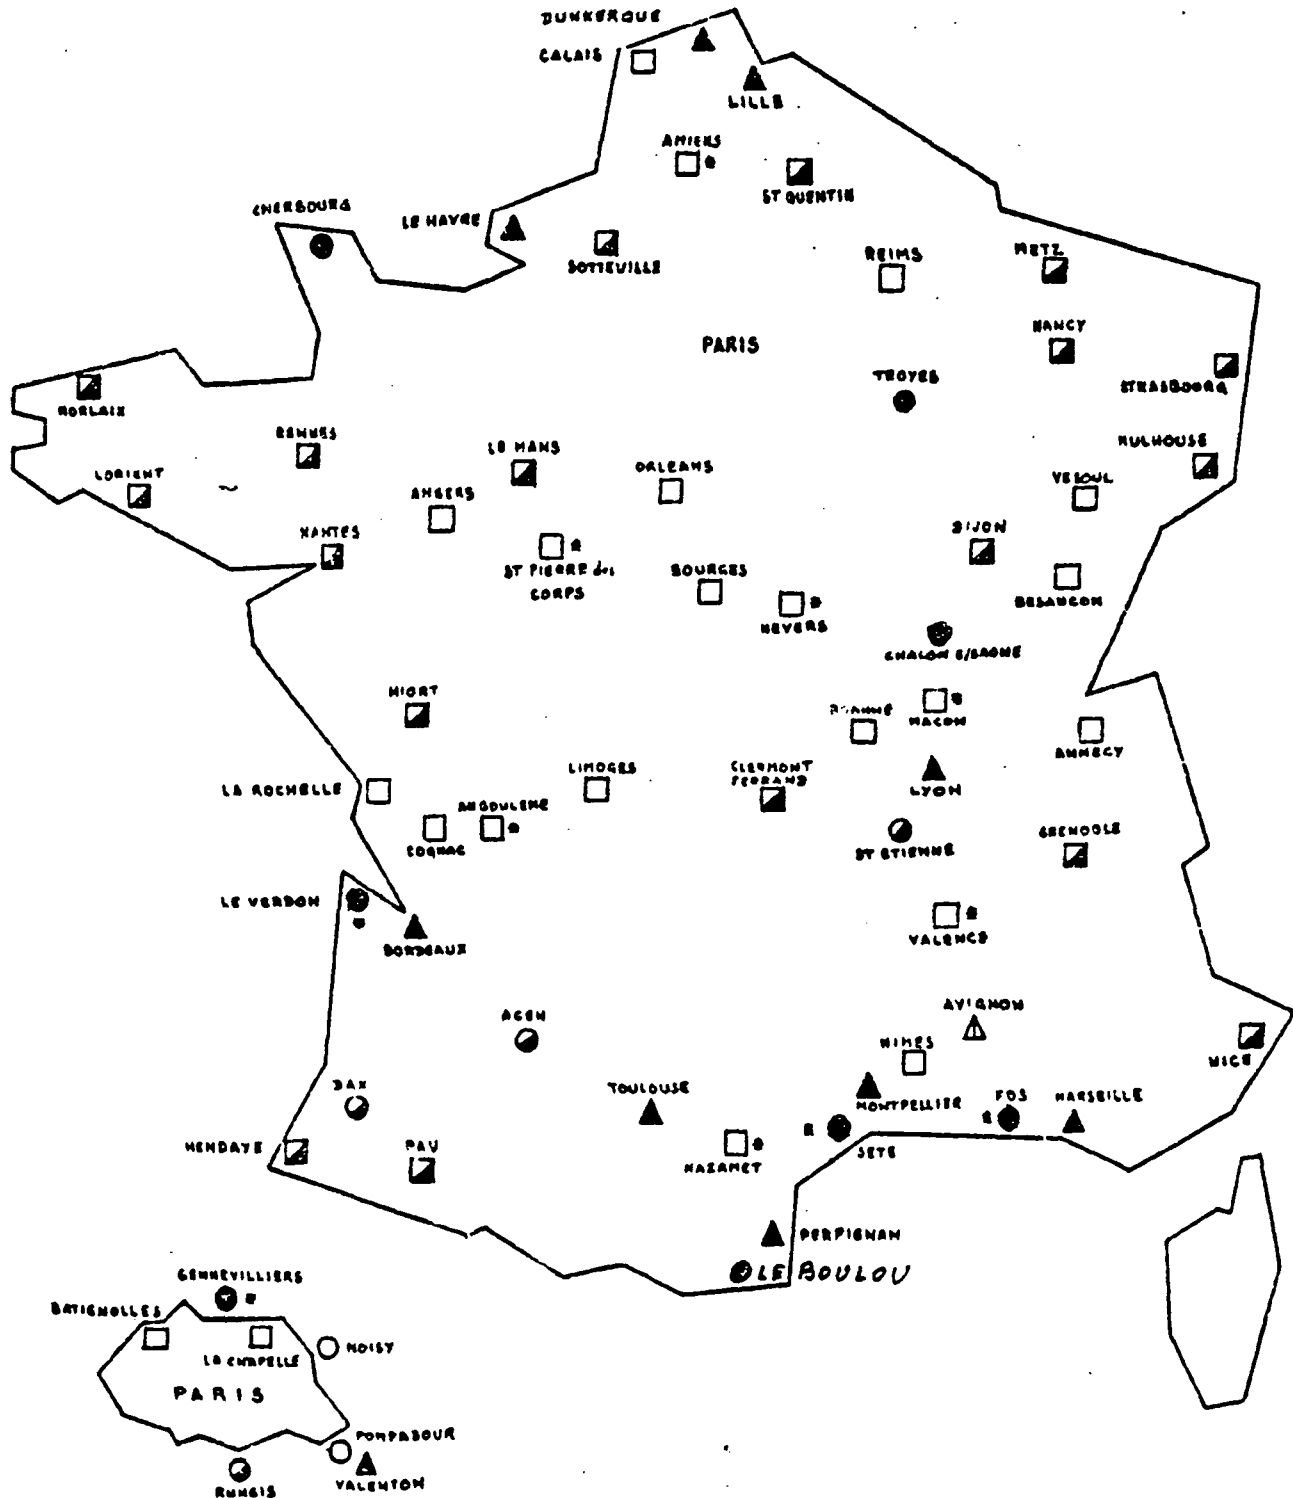 DUNKERQUE
CALAIS
LILLE
AMIENS
ST QUENTIN
CHERBOURG
LE HAVRE
SOTTEVILLE
REIMS
METZ
NANCY
PARIS
TROYES
STRASBOURG
MORLAIX
RENNES
LE MANS
ORLEANS
MULHOUSE
LORIENT
ANGERS
VESOUL
NANTES
DIJON
ST PIERRE des
CORPS
BOURGES
NEVERS
BESANCON
CHALON S/SAONE
NIORT
ROANNE
MACON
ANNECY
LA ROCHELLE
LIMOGES
CLERMONT
FERRAND
LYON
ANGOULEME
COGNAC
ST ETIENNE
GRENOBLE
LE VERDON
BORDEAUX
VALENCE
AGEN
AVIGNON
NIMES
NICE
DAX
TOULOUSE
MONTPELLIER
FOS
MARSEILLE
HENDAYE
PAU
MAZAMET
SETE
PERPIGNAN
LE BOULOU
GENNEVILLIERS
BATIGNOLLES
LA CHAPELLE
NOISY
PARIS
POMPADOUR
RUNGIS
VALENTON